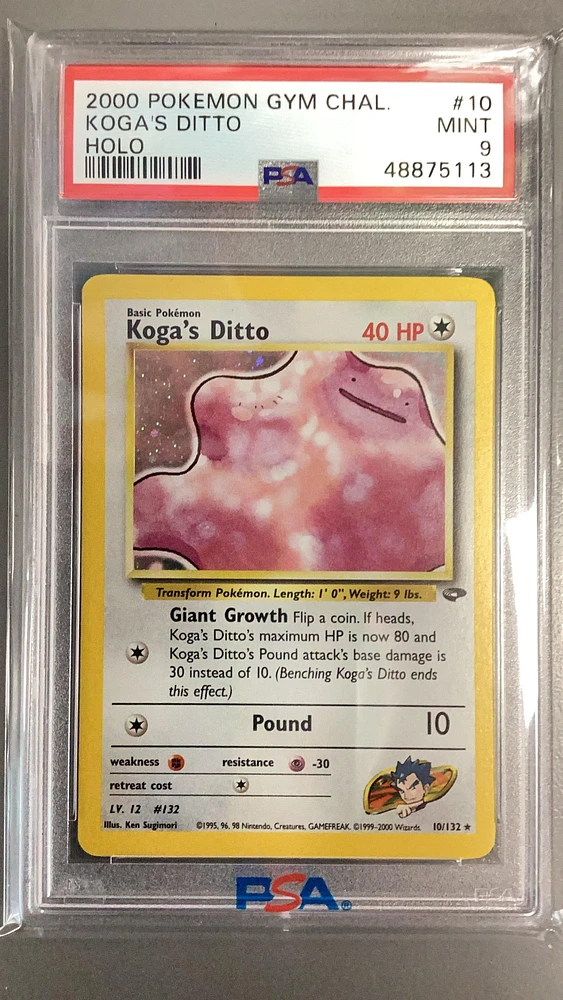 2000 POKEMON GYM CHAL. #10
KOGA'S DITTO MINT
HOLO 9
PSA 48875113
Basic Pokémon
Koga's Ditto 40 HP
Transform Pokémon. Length: 1' 0", Weight: 9 lbs.
Giant Growth Flip a coin. If heads,
Koga's Ditto's maximum HP is now 80 and
Koga's Ditto's Pound attack's base damage is
30 instead of 10. (Benching Koga's Ditto ends
this effect.)
Pound 10
weakness resistance -30
retreat cost
LV. 12 #132
Illus. Ken Sugimori ©1995, 96, 98 Nintendo, Creatures, GAMEFREAK. ©1999-2000 Wizards. 10/132 ★
PSA®